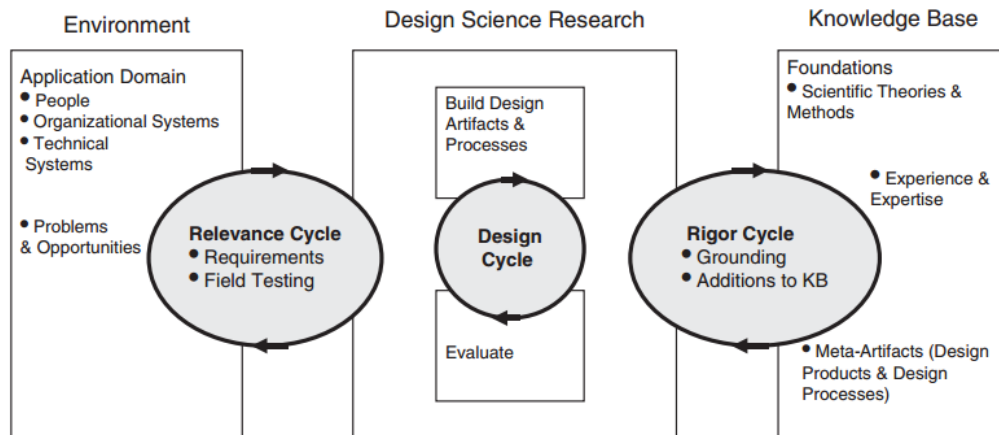 Environment
Design Science Research
Knowledge Base
Application Domain
• People
• Organizational Systems
• Technical
Systems
• Problems
& Opportunities
Relevance Cycle
• Requirements
• Field Testing
Build Design
Artifacts &
Processes
Design
Cycle
Evaluate
Rigor Cycle
• Grounding
• Additions to KB
Foundations
• Scientific Theories &
Methods
• Experience &
Expertise
• Meta-Artifacts (Design
Products & Design
Processes)